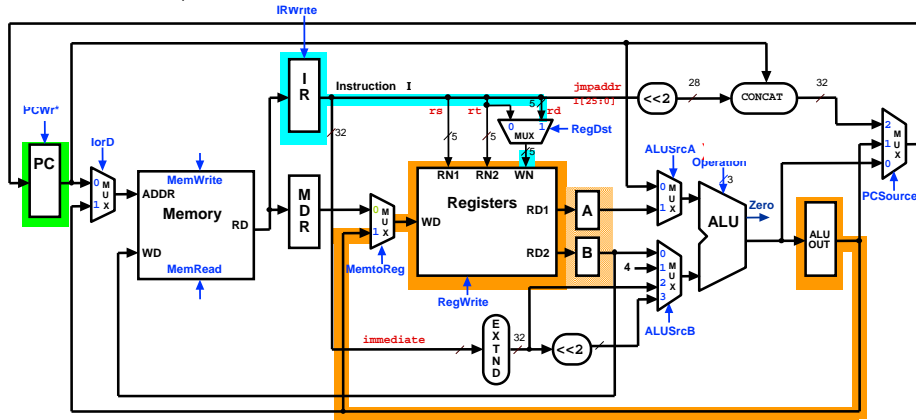 IRWrite
I
R
Instruction I
32
5
jmpaddr
I[25:0]
<<2
28
CONCAT
32
rs
rt
rd
0
1
MUX
RegDst
5
5
5
PCWr*
PC
IorD
0
1
M
U
X
MemWrite
ADDR
Memory
RD
WD
MemRead
M
D
R
0
1
M
U
X
MemtoReg
RN1
RN2
WN
Registers
WD
RD1
RD2
RegWrite
A
B
ALUSrcA
0
1
M
U
X
Operation
3
ALU
Zero
4
0
1
2
3
M
U
X
ALUSrcB
ALU
OUT
2
1
0
M
U
X
PCSource
immediate
E
X
T
N
D
32
<<2